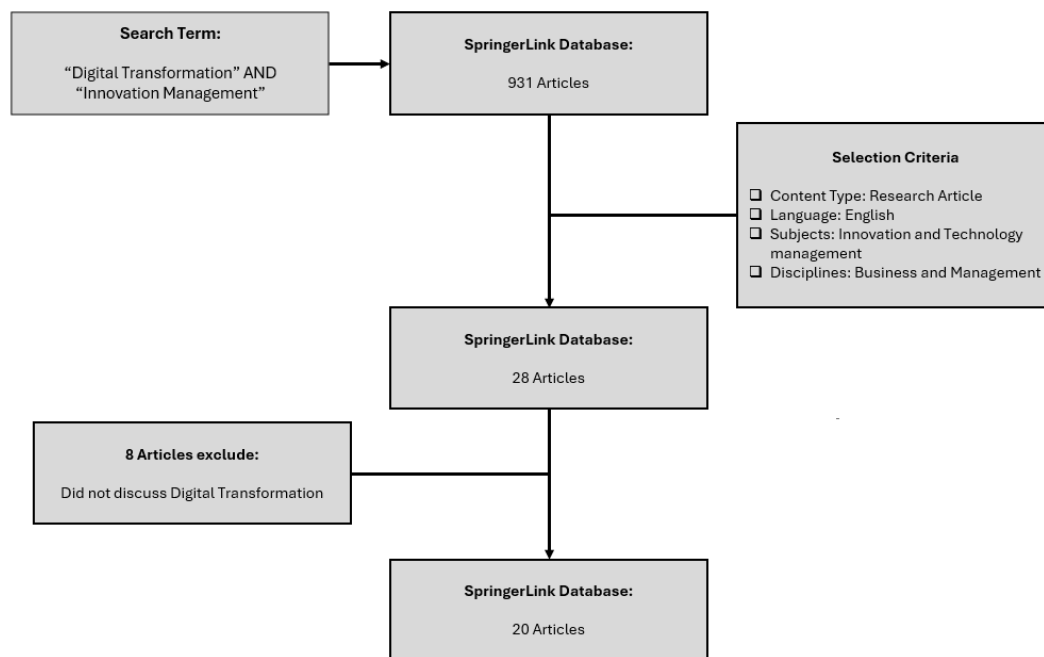 Search Term:
“Digital Transformation” AND
“Innovation Management”
SpringerLink Database:
931 Articles
Selection Criteria
❑ Content Type: Research Article
❑ Language: English
❑ Subjects: Innovation and Technology
management
❑ Disciplines: Business and Management
SpringerLink Database:
28 Articles
8 Articles exclude:
Did not discuss Digital Transformation
SpringerLink Database:
20 Articles